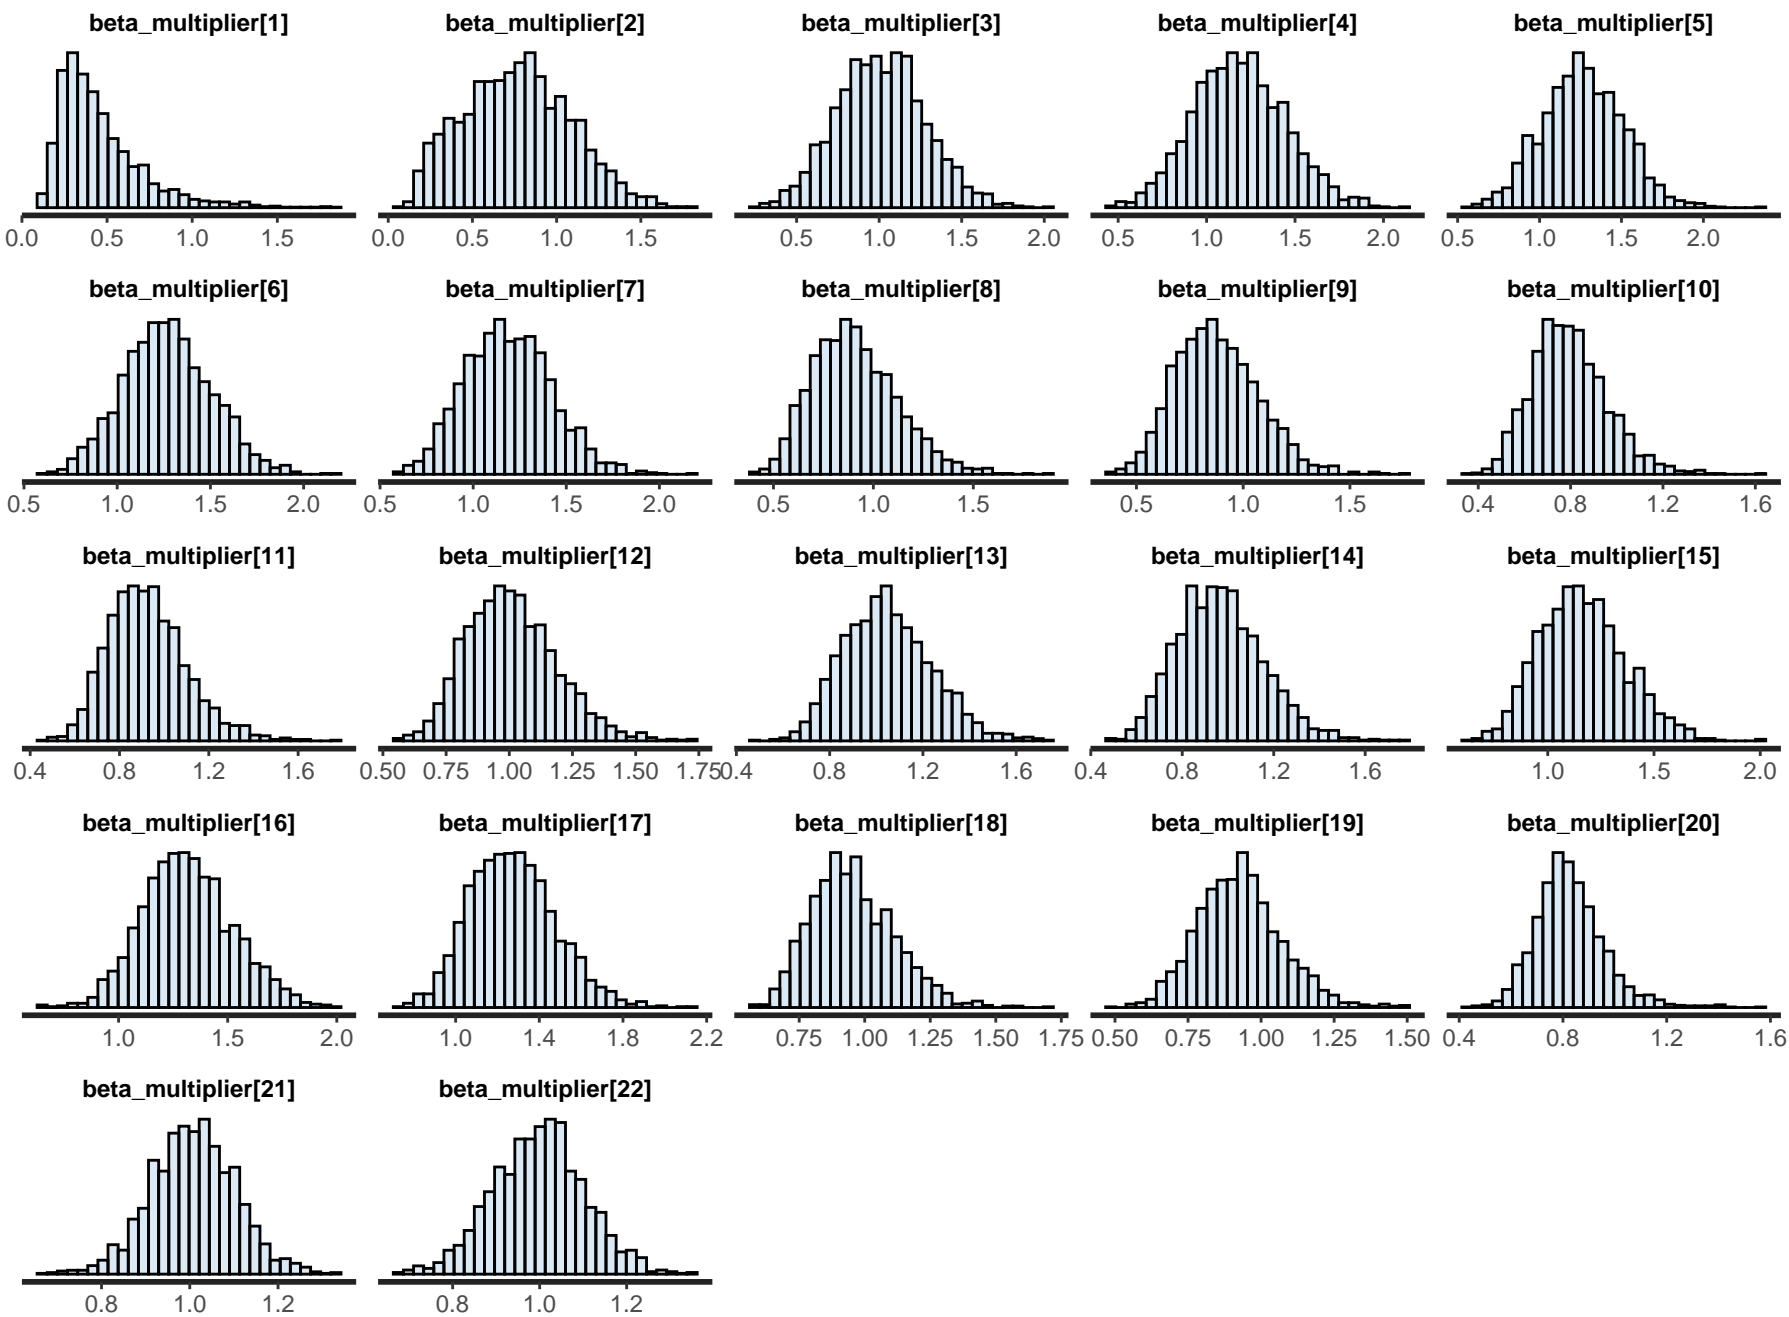 beta_multiplier[1] beta_multiplier[2] beta_multiplier[3] beta_multiplier[4] beta_multiplier[5]
0.0 0.5 1.0 1.5 0.0 0.5 1.0 1.5 0.5 1.0 1.5 2.0 0.5 1.0 1.5 2.0 0.5 1.0 1.5 2.0
beta_multiplier[6] beta_multiplier[7] beta_multiplier[8] beta_multiplier[9] beta_multiplier[10]
0.5 1.0 1.5 2.0 0.5 1.0 1.5 2.0 0.5 1.0 1.5 0.5 1.0 1.5 0.4 0.8 1.2 1.6
beta_multiplier[11] beta_multiplier[12] beta_multiplier[13] beta_multiplier[14] beta_multiplier[15]
0.4 0.8 1.2 1.6 0.50 0.75 1.00 1.25 1.50 1.75 0.4 0.8 1.2 1.6 0.4 0.8 1.2 1.6 1.0 1.5 2.0
beta_multiplier[16] beta_multiplier[17] beta_multiplier[18] beta_multiplier[19] beta_multiplier[20]
1.0 1.5 2.0 1.0 1.4 1.8 2.2 0.75 1.00 1.25 1.50 1.75 0.50 0.75 1.00 1.25 1.50 0.4 0.8 1.2 1.6
beta_multiplier[21] beta_multiplier[22]
0.8 1.0 1.2 0.8 1.0 1.2